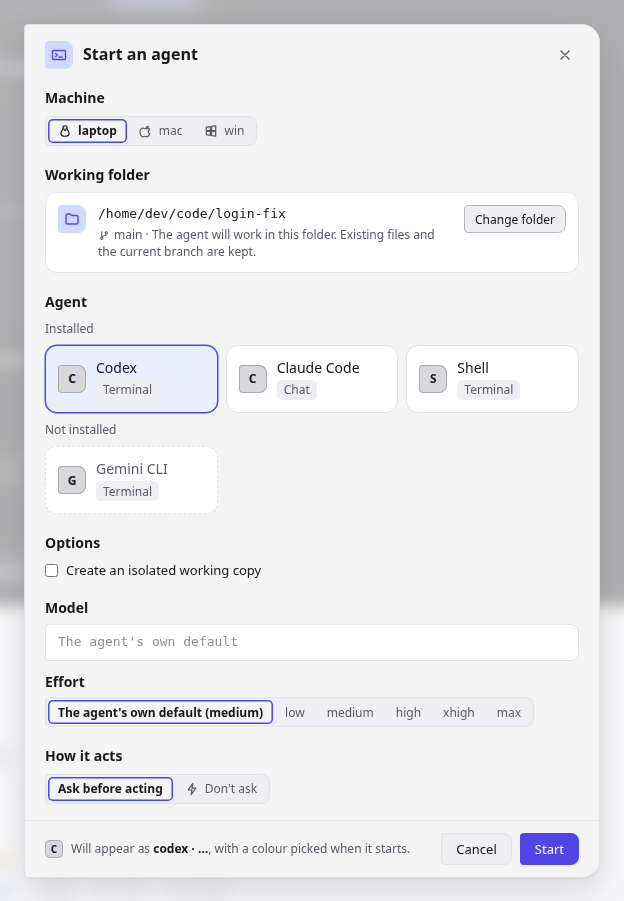 Start an agent
Machine
laptop mac win
Working folder
/home/dev/code/login-fix
Change folder
main · The agent will work in this folder. Existing files and
the current branch are kept.
Agent
Installed
C Codex
Terminal
C Claude Code
Chat
S Shell
Terminal
Not installed
G Gemini CLI
Terminal
Options
Create an isolated working copy
Model
The agent's own default
Effort
The agent's own default (medium) low medium high xhigh max
How it acts
Ask before acting Don't ask
C Will appear as codex · ..., with a colour picked when it starts.
Cancel Start